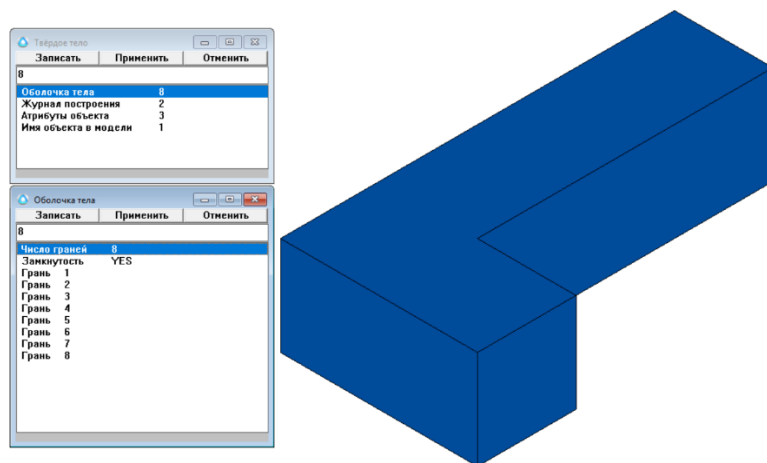 Твёрдое тело
Записать Применить Отменить
8
Оболочка тела 8
Журнал построения 2
Атрибуты объекта 3
Имя объекта в модели 1
Оболочка тела
Записать Применить Отменить
8
Число граней 8
Замкнутость YES
Грань 1
Грань 2
Грань 3
Грань 4
Грань 5
Грань 6
Грань 7
Грань 8